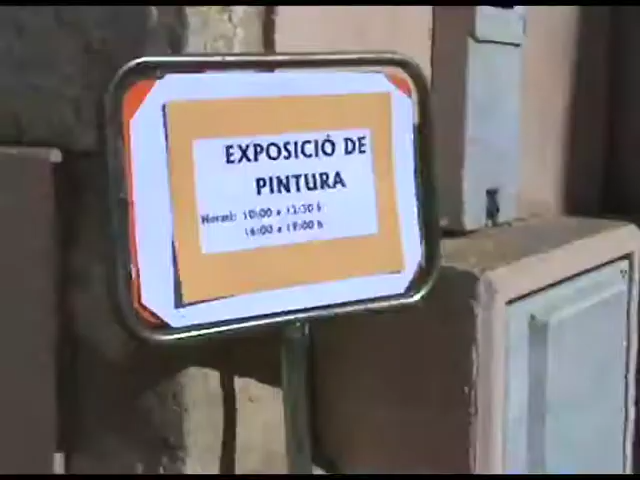 EXPOSICIÓ DE
PINTURA
Horari: 10:00 a 13:30 h
16:00 a 19:00 h